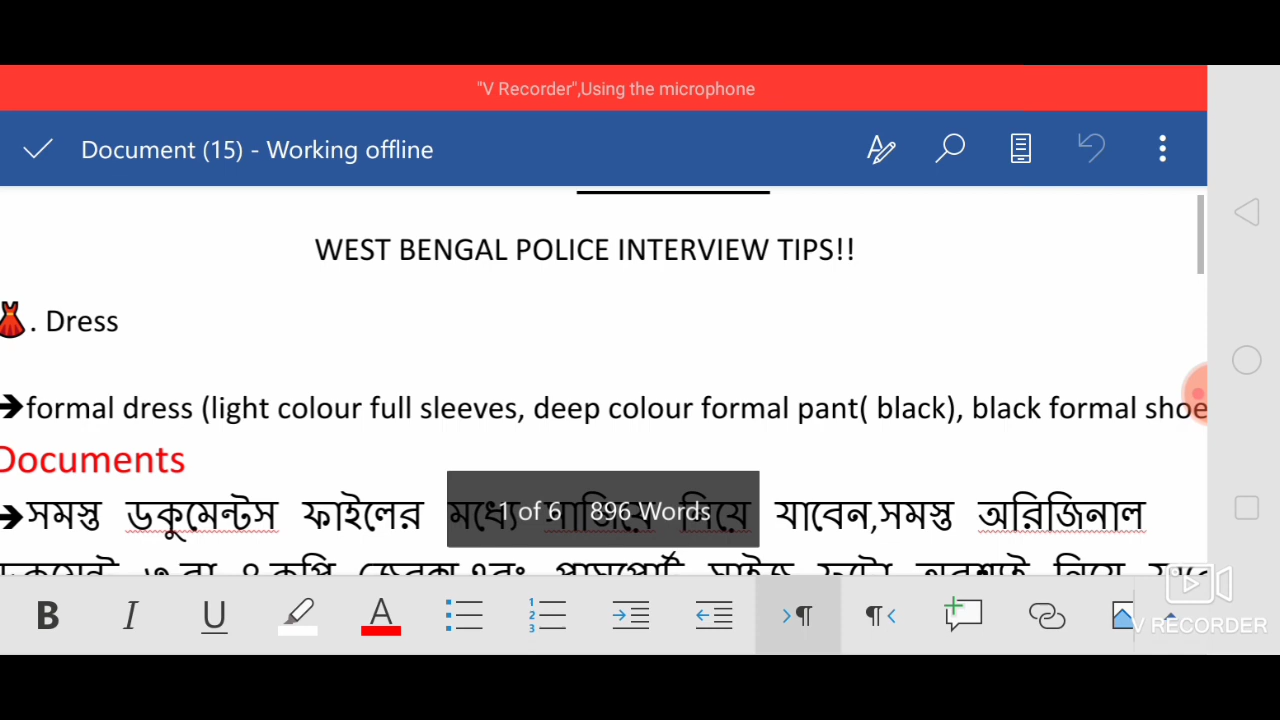 "V Recorder",Using the microphone
Document (15) - Working offline
WEST BENGAL POLICE INTERVIEW TIPS!!
. Dress
➔formal dress (light colour full sleeves, deep colour formal pant( black), black formal shoe
Documents
➔সমস্ত ডকুমেন্টস ফাইলের মধ্যে সাজিয়ে নিয়ে যাবেন,সমস্ত অরিজিনাল
1 of 6 896 Words
B I U A
V RECORDER